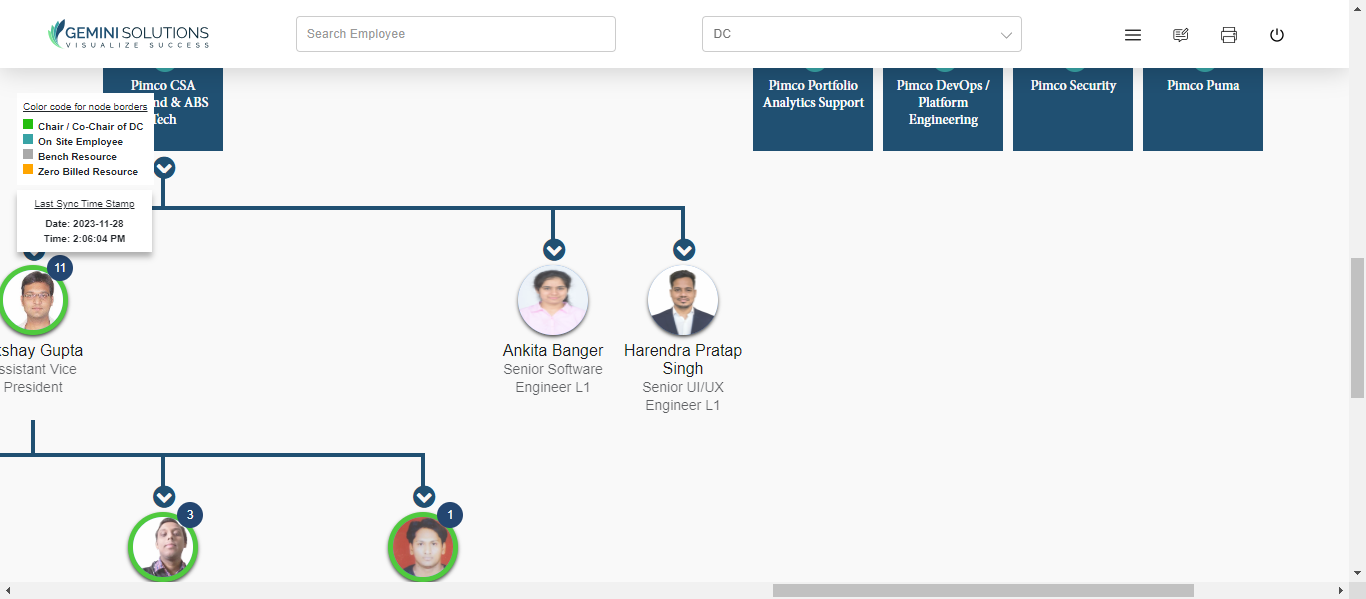 GEMINI SOLUTIONS
VISUALIZE SUCCESS
Search Employee
DC
Pimco CSA
nd & ABS
Tech
Pimco Portfolio
Analytics Support
Pimco DevOps /
Platform
Engineering
Pimco Security
Pimco Puma
Color code for node borders
Chair / Co-Chair of DC
On Site Employee
Bench Resource
Zero Billed Resource
Last Sync Time Stamp
Date: 2023-11-28
Time: 2:06:04 PM
11
kshay Gupta
ssistant Vice
President
Ankita Banger
Senior Software
Engineer L1
Harendra Pratap
Singh
Senior UI/UX
Engineer L1
3
1